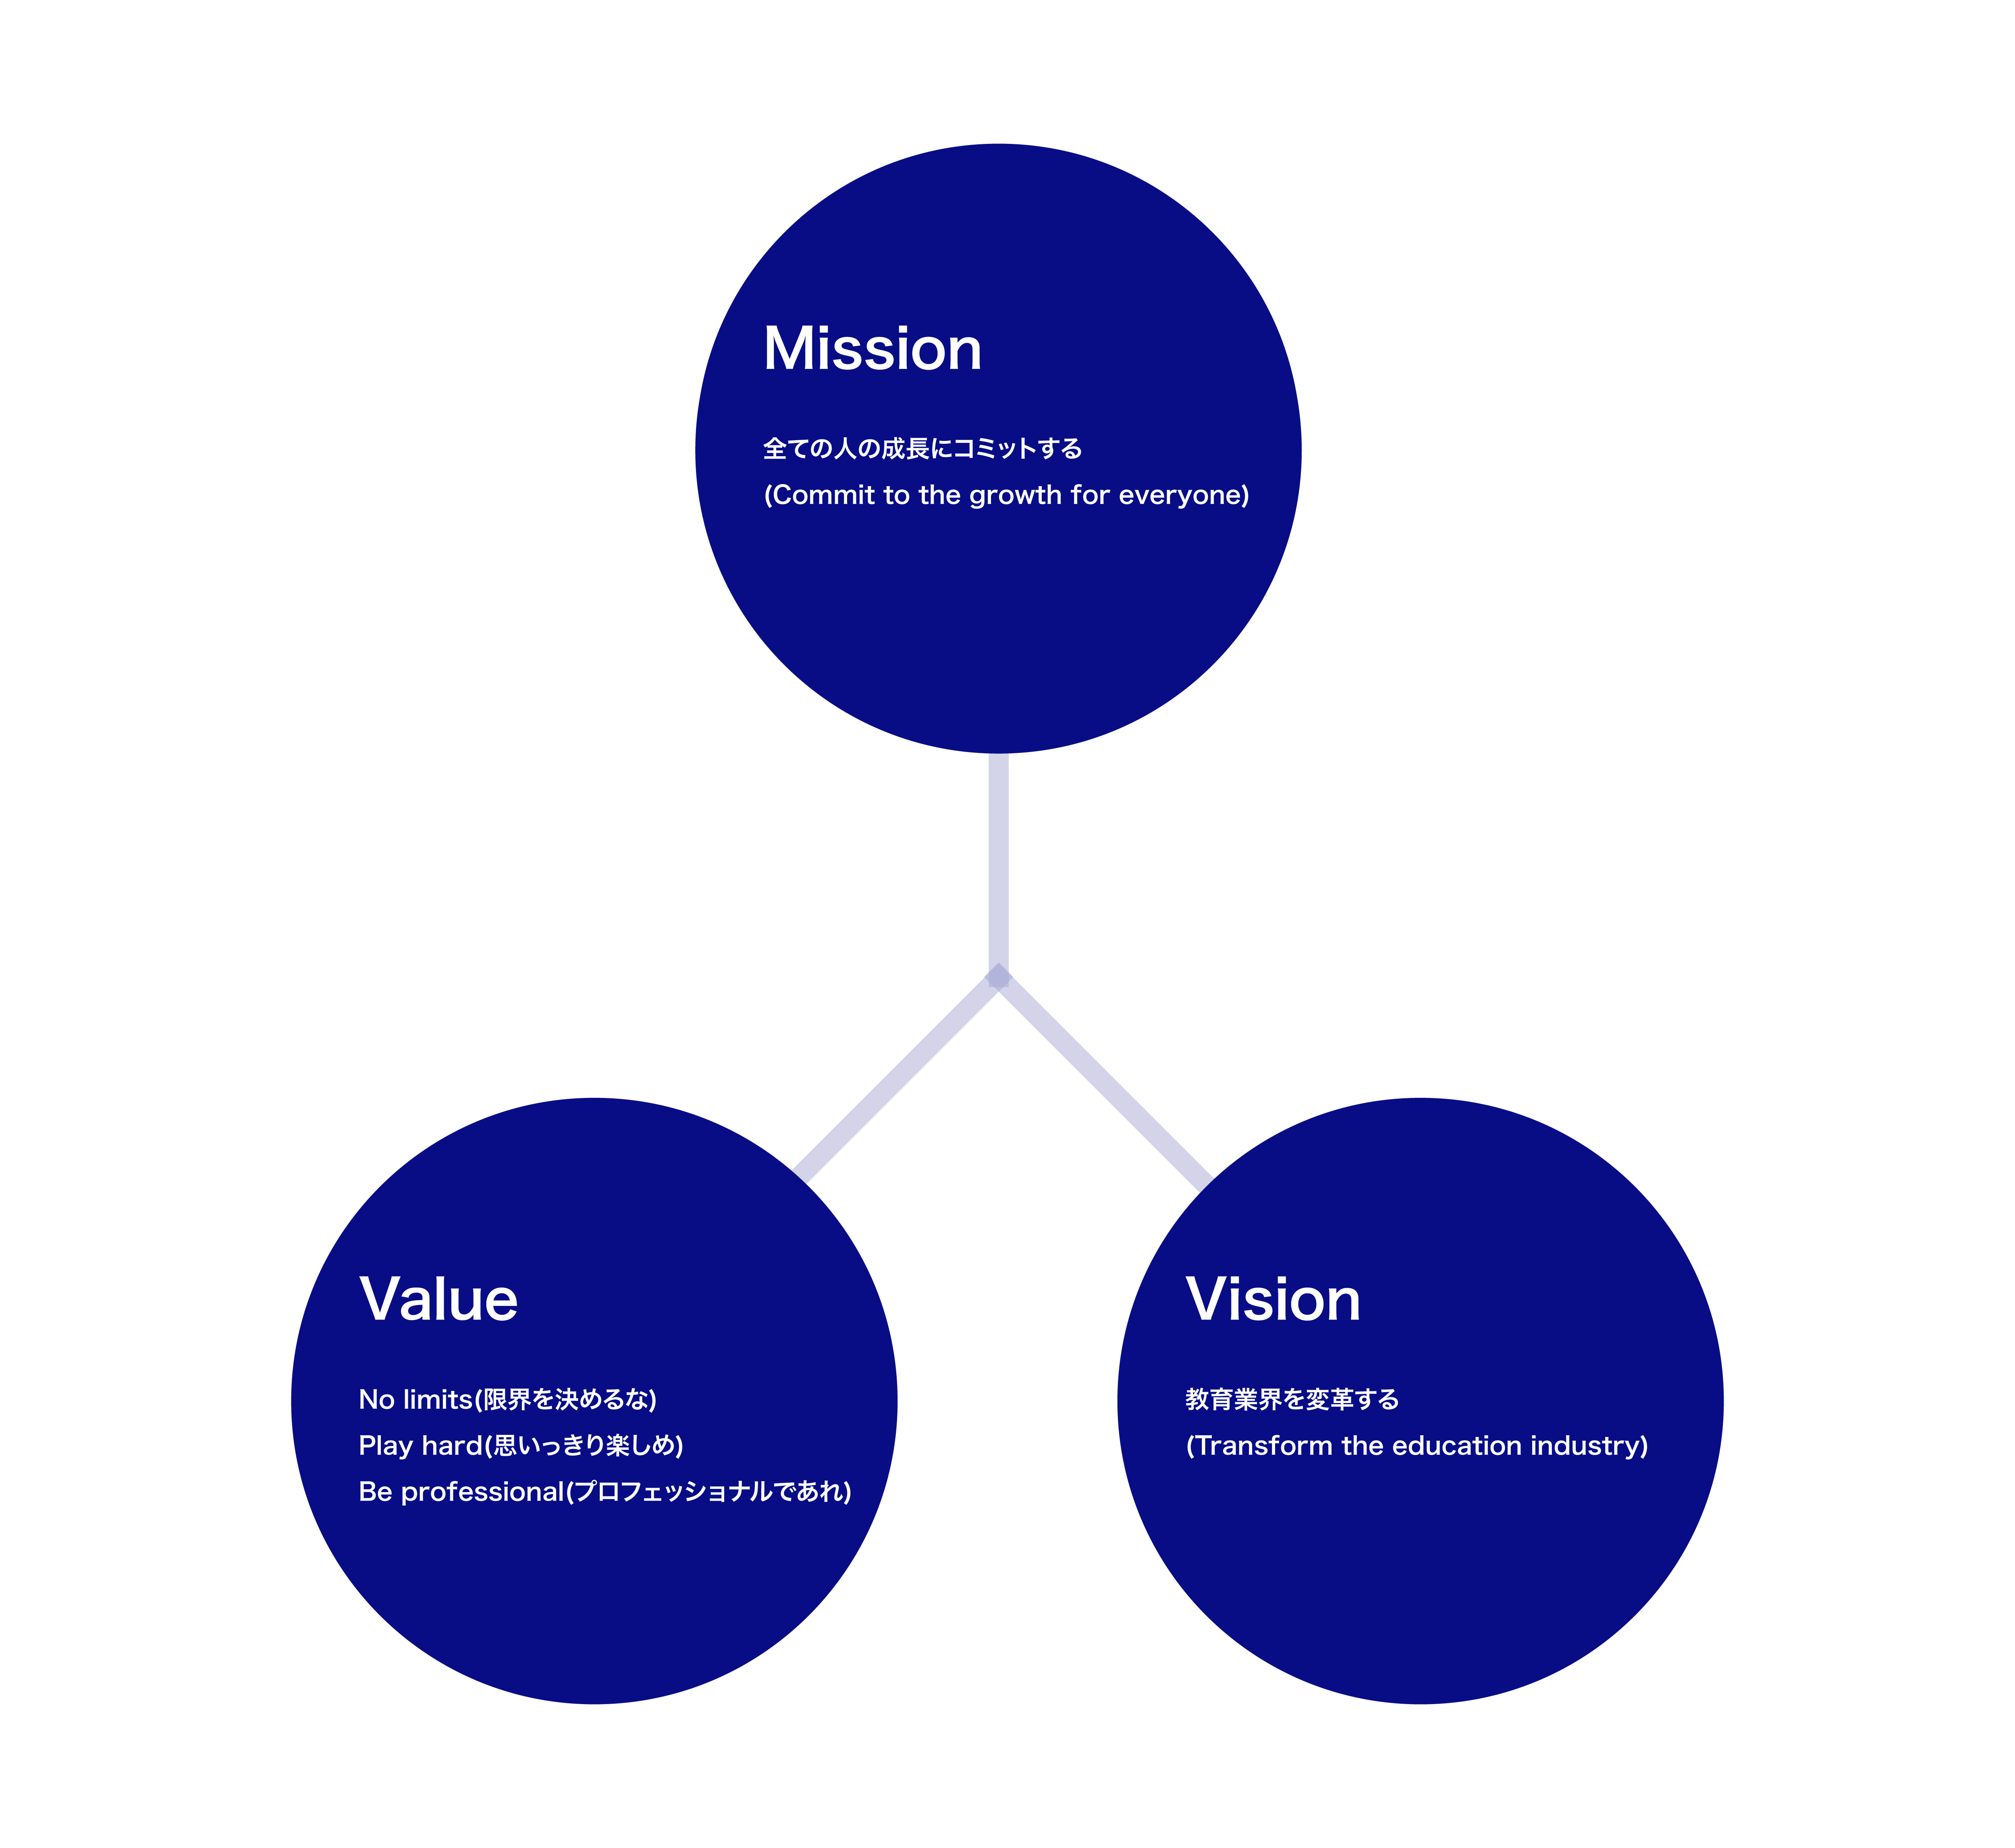 Mission
全ての人の成長にコミットする
(Commit to the growth for everyone)
Value
No limits(限界を決めるな)
Play hard(思いっきり楽しめ)
Be professional(プロフェッショナルであれ)
Vision
教育業界を変革する
(Transform the education industry)